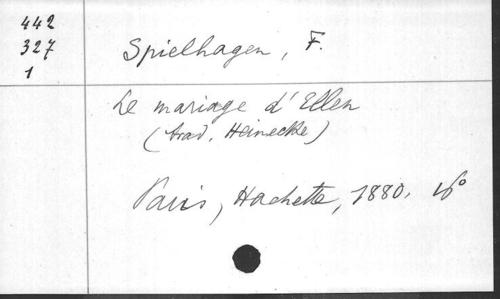 442
327
1
Spielhagen, F.
Le mariage d'Ellen
(trad. Heinecke)
Paris, Hachette, 1880, 16°